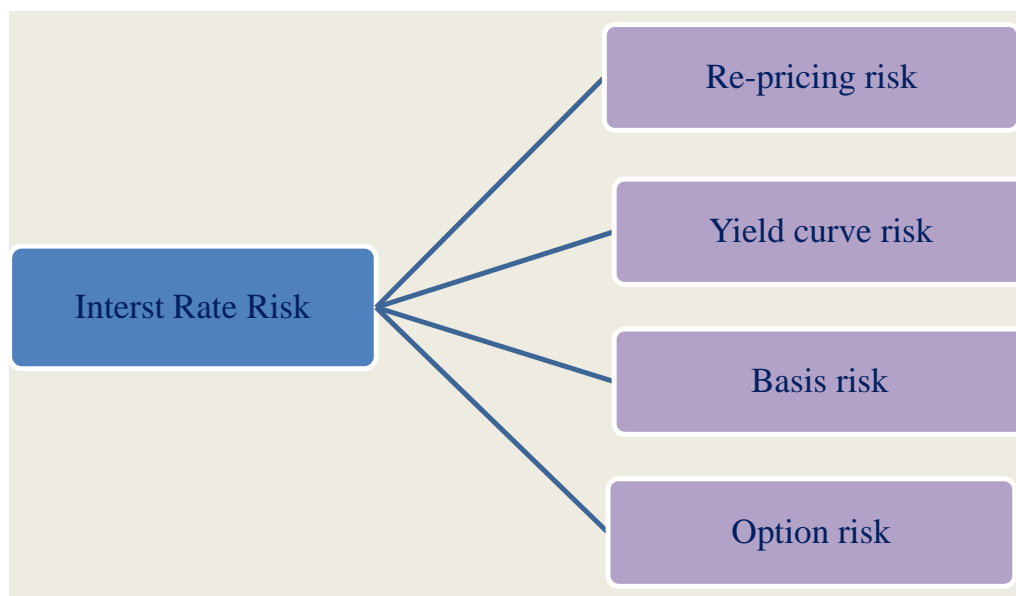 Re-pricing risk
Yield curve risk
Interst Rate Risk
Basis risk
Option risk